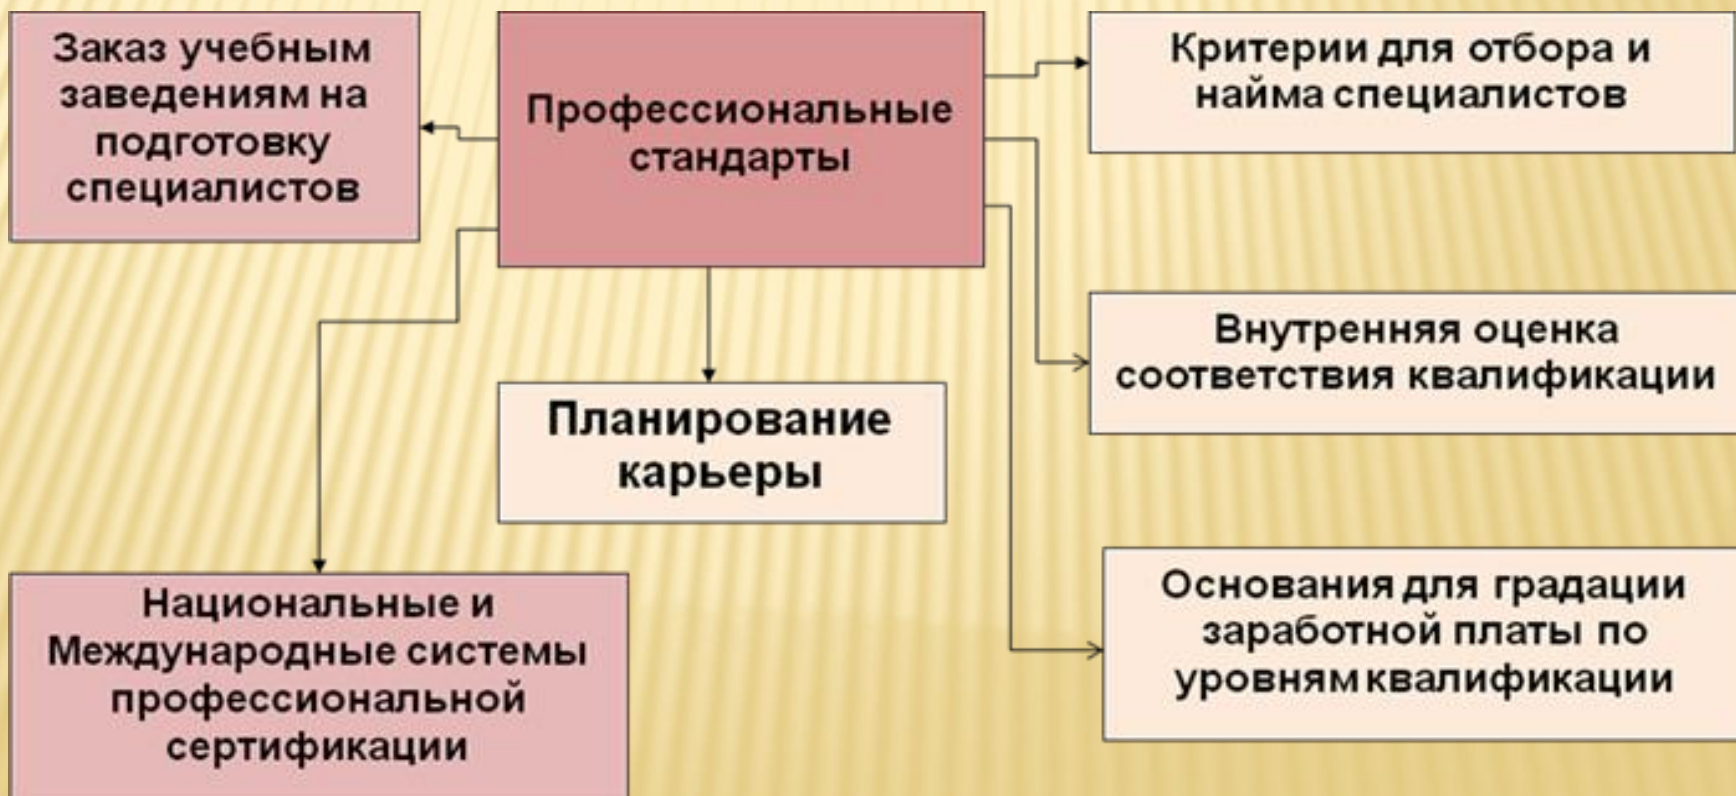 Заказ учебным
заведениям на
подготовку
специалистов
Профессиональные
стандарты
Критерии для отбора и
найма специалистов
Внутренняя оценка
соответствия квалификации
Планирование
карьеры
Национальные и
Международные системы
профессиональной
сертификации
Основания для градации
заработной платы по
уровням квалификации